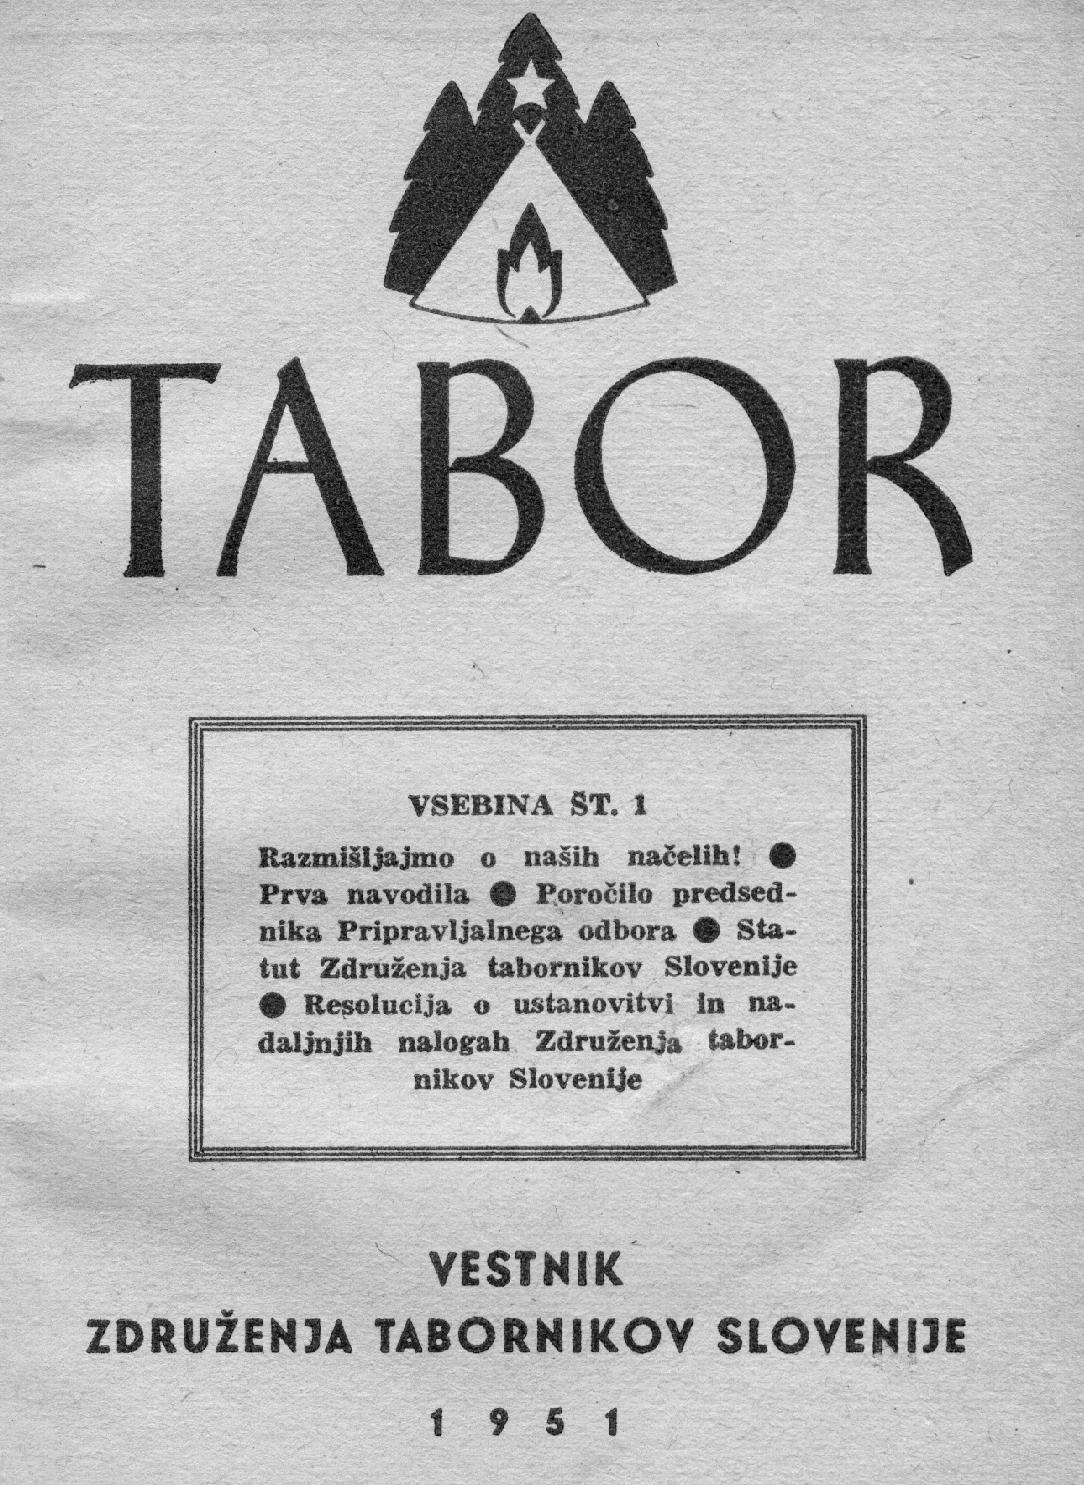 TABOR
VSEBINA ŠT. 1
Razmišljajmo o naših načelih! ●
Prva navodila ● Poročilo predsed-
nika Pripravljalnega odbora ● Sta-
tut Združenja tabornikov Slovenije
● Resolucija o ustanovitvi in na-
daljnjih nalogah Združenja tabor-
nikov Slovenije
VESTNIK
ZDRUŽENJA TABORNIKOV SLOVENIJE
1951